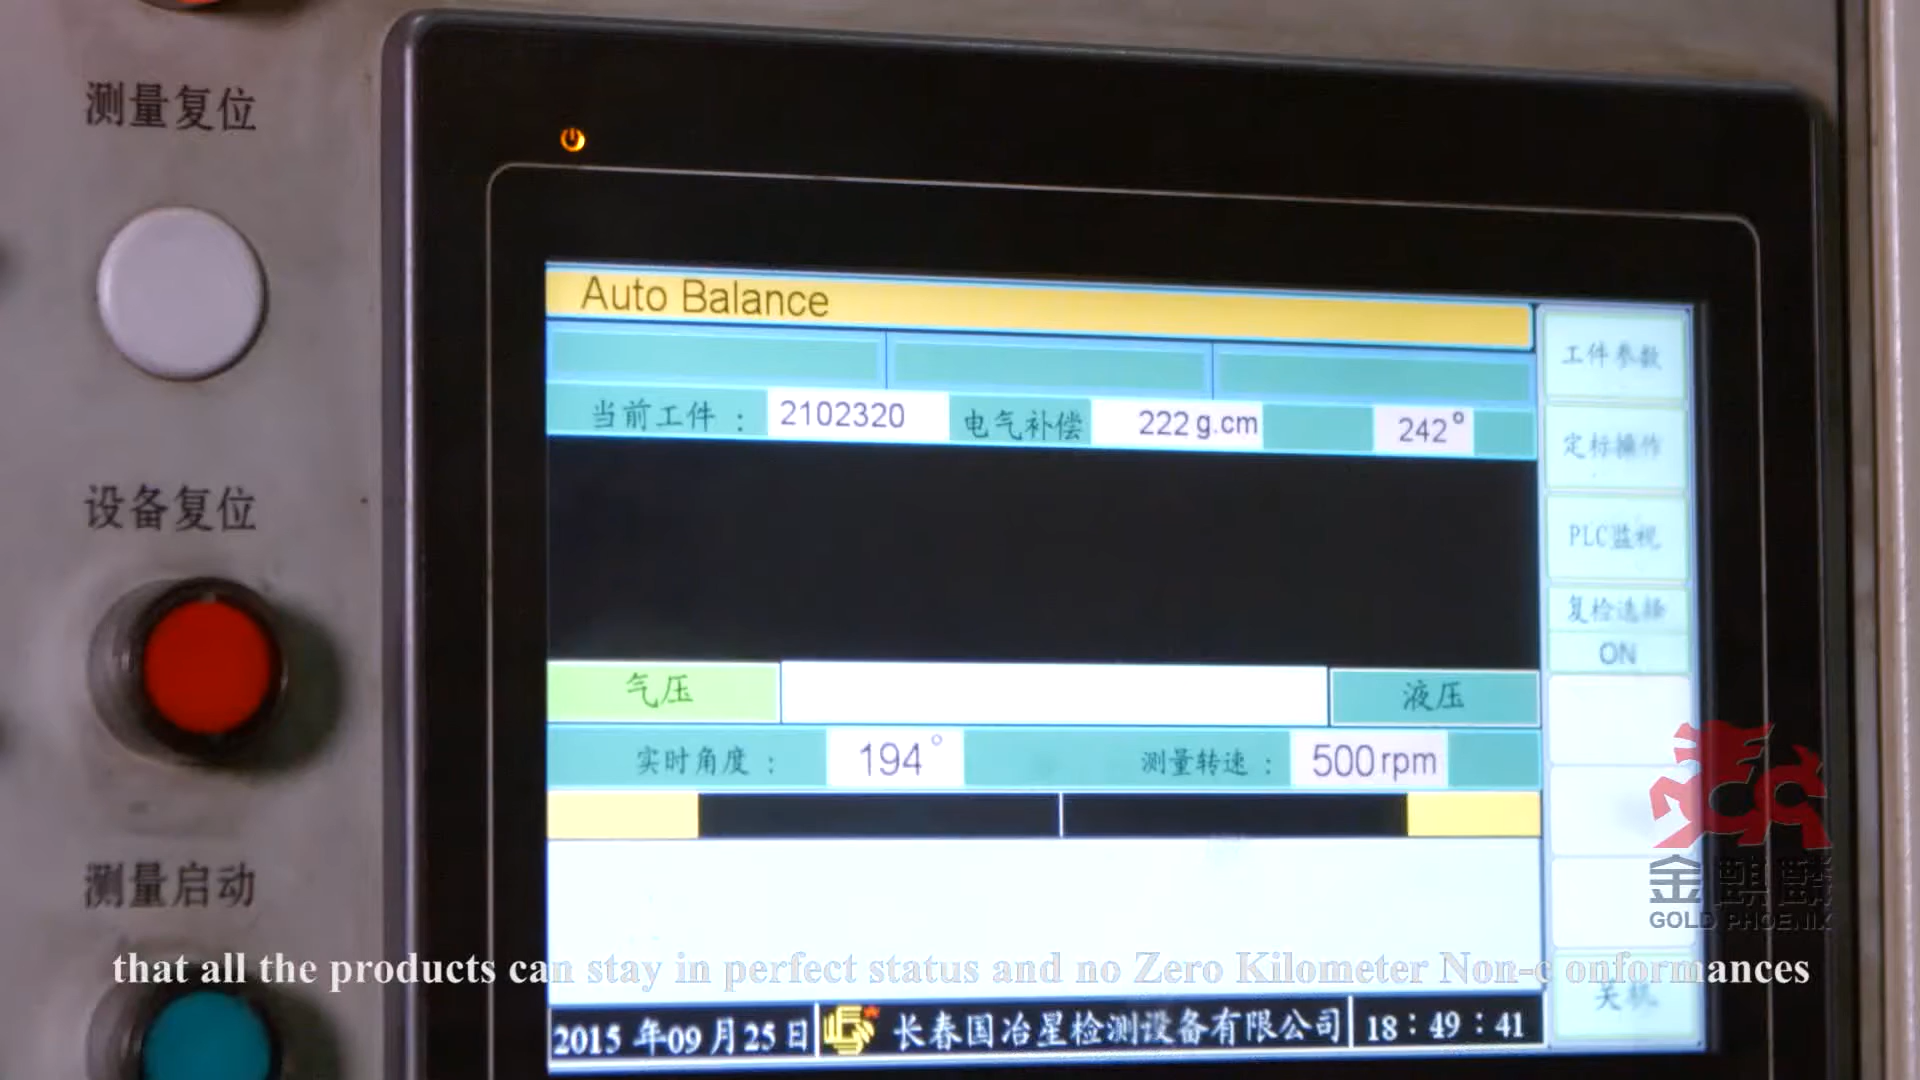 测量复位
设备复位
测量启动
Auto Balance
当前工件 : 2102320 电气补偿 222 g.cm 242°
气压 液压
实时角度 : 194° 测量转速 : 500 rpm
2015 年 09 月 25 日 长春国冶星检测设备有限公司 18 : 49 : 41
工件参数
定标操作
PLC监视
复检选择
ON
关机
金麒麟
GOLD PHOENIX
that all the products can stay in perfect status and no Zero Kilometer Non-c onformances